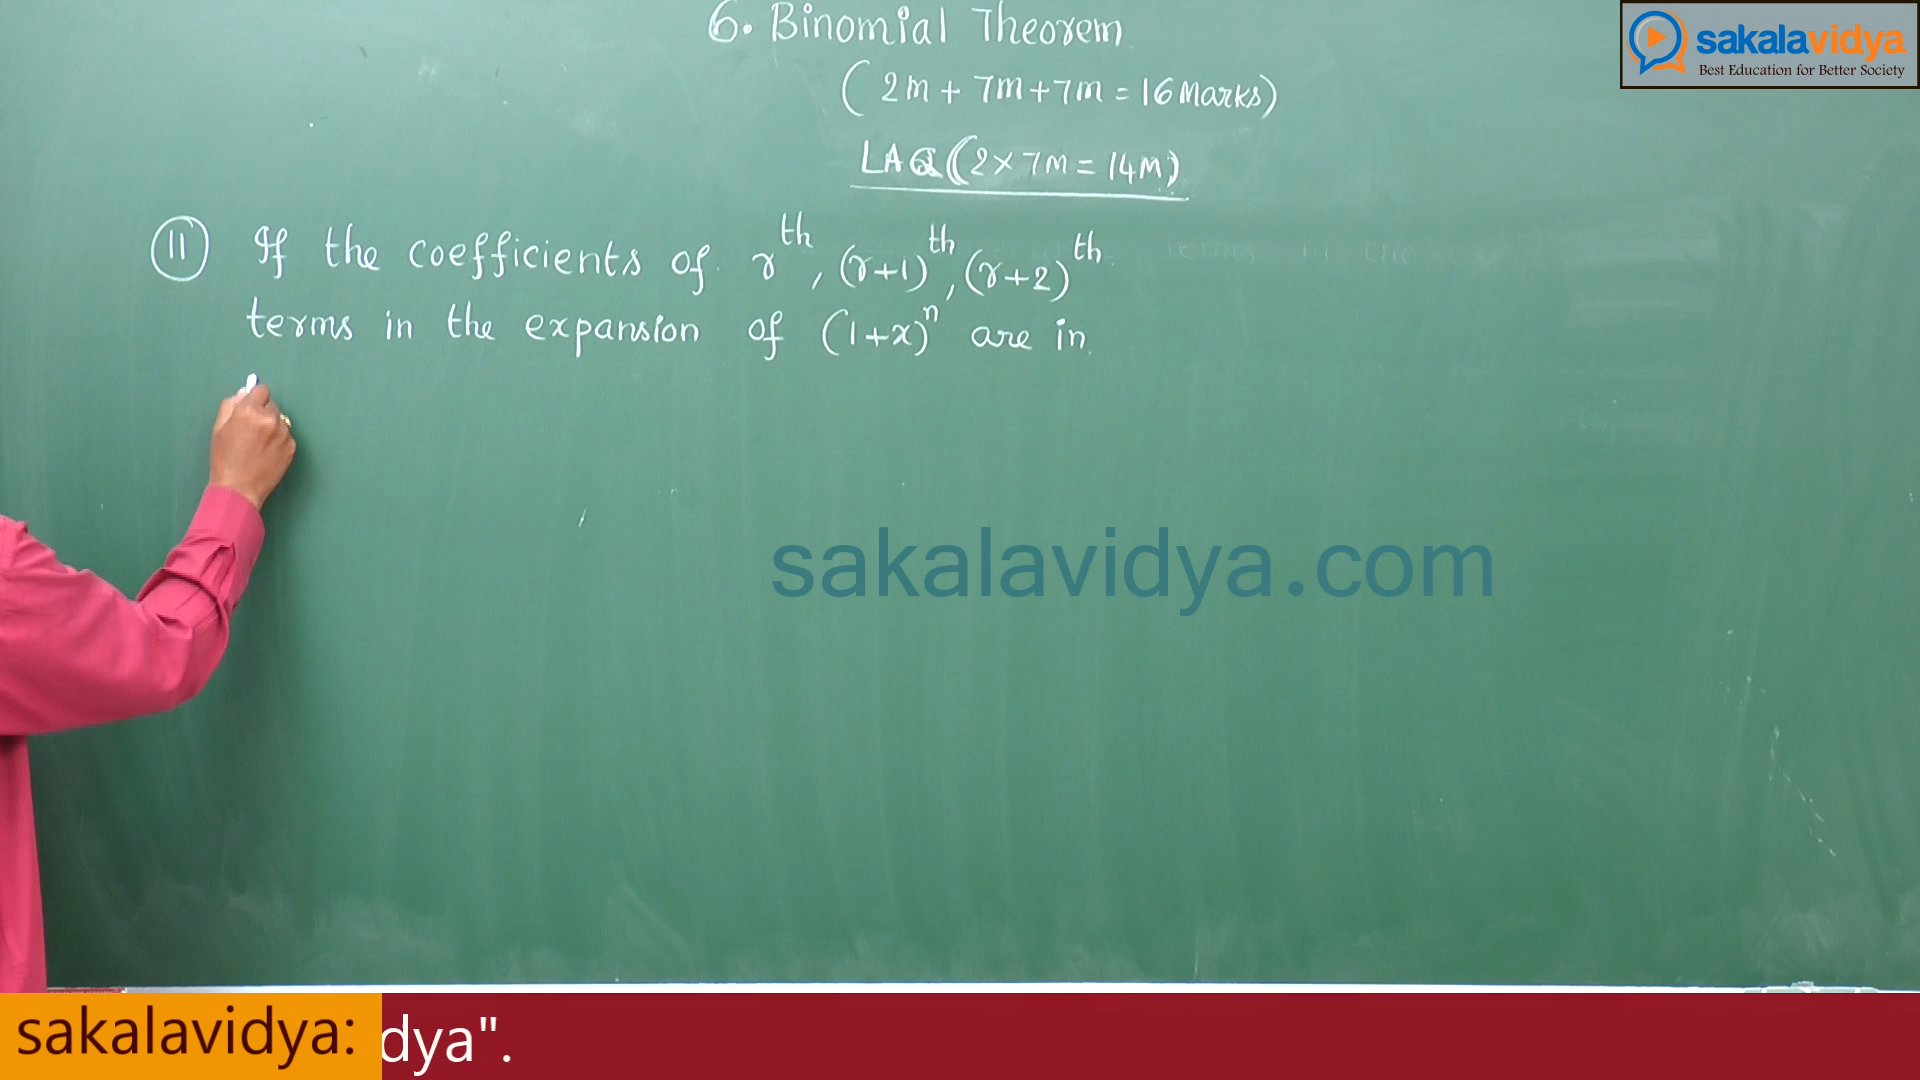 6. Binomial Theorem
(2m + 7m + 7m = 16 Marks)
LAQ (2 × 7M = 14M)
sakalavidya
Best Education for Better Society
11 If the coefficients of r^th, (r+1)^th, (r+2)^th
terms in the expansion of (1+x)^n are in
sakalavidya.com
sakalavidya: dya".